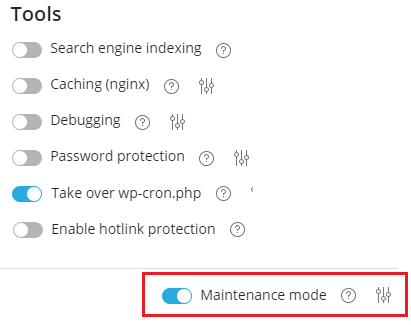 Tools
Search engine indexing ?
Caching (nginx) ?
Debugging ?
Password protection ?
Take over wp-cron.php ?
Enable hotlink protection ?
Maintenance mode ?